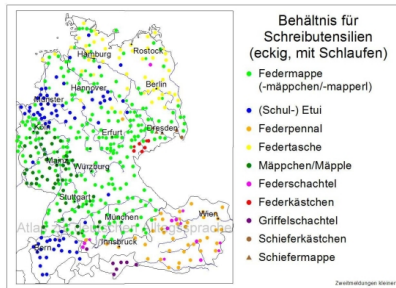 Behältnis für
Schreibutensilien
(eckig, mit Schlaufen)
Federmappe
(-mäppchen/-mapperl)
(Schul-) Etui
Federpennal
Federtasche
Mäppchen/Mäpple
Federschachtel
Federkästchen
Griffelschachtel
Schieferkästchen
Schiefermappe
Zweitmeldungen kleiner
Rostock
Hamburg
Berlin
Hannover
Münster
Köln
Erfurt
Dresden
Mainz
Würzburg
Stuttgart
München
Wien
Innsbruck
Bern